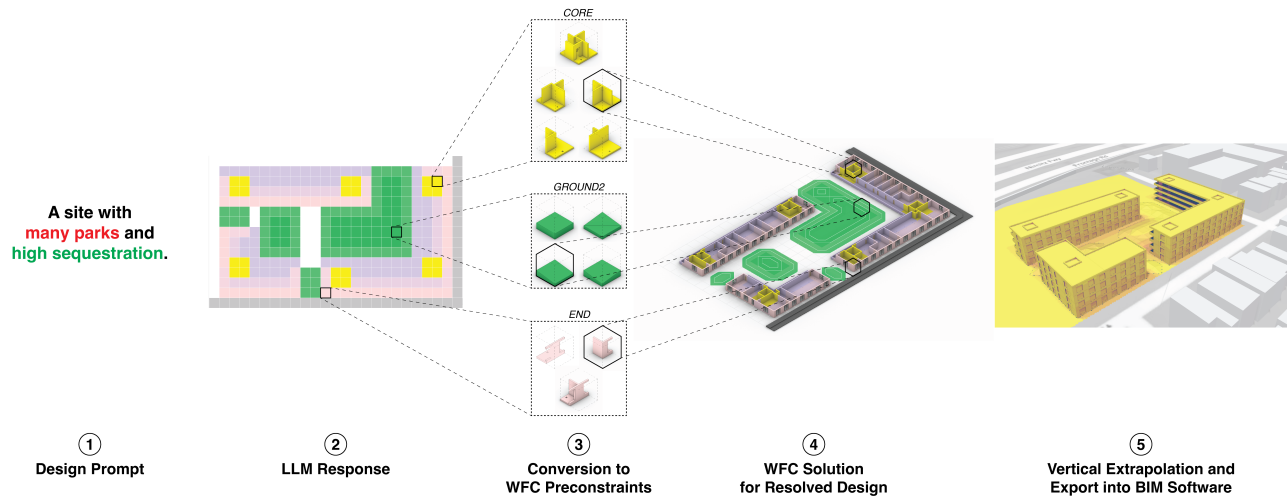 CORE
GROUND2
END
A site with
many parks and
high sequestration.
1
Design Prompt
2
LLM Response
3
Conversion to
WFC Preconstraints
4
WFC Solution
for Resolved Design
5
Vertical Extrapolation and
Export into BIM Software